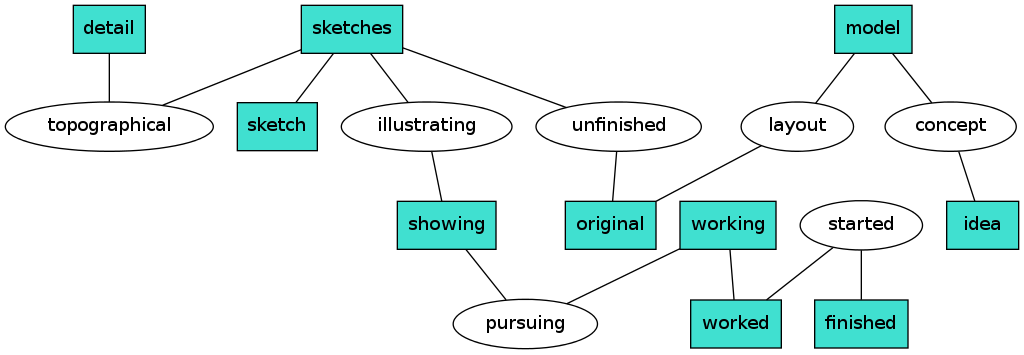 detail
sketches
model
topographical
sketch
illustrating
unfinished
layout
concept
showing
original
working
started
idea
pursuing
worked
finished